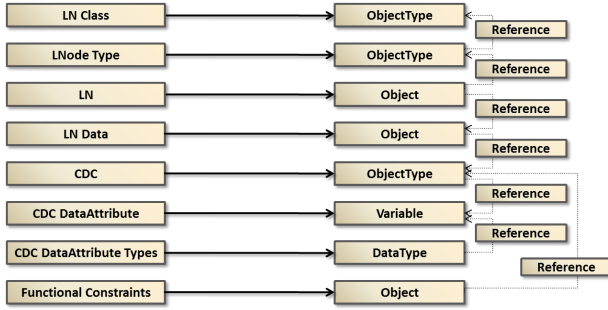 LN Class
ObjectType
Reference
LNode Type
ObjectType
Reference
LN
Object
Reference
LN Data
Object
Reference
CDC
ObjectType
Reference
CDC DataAttribute
Variable
Reference
CDC DataAttribute Types
DataType
Reference
Functional Constraints
Object